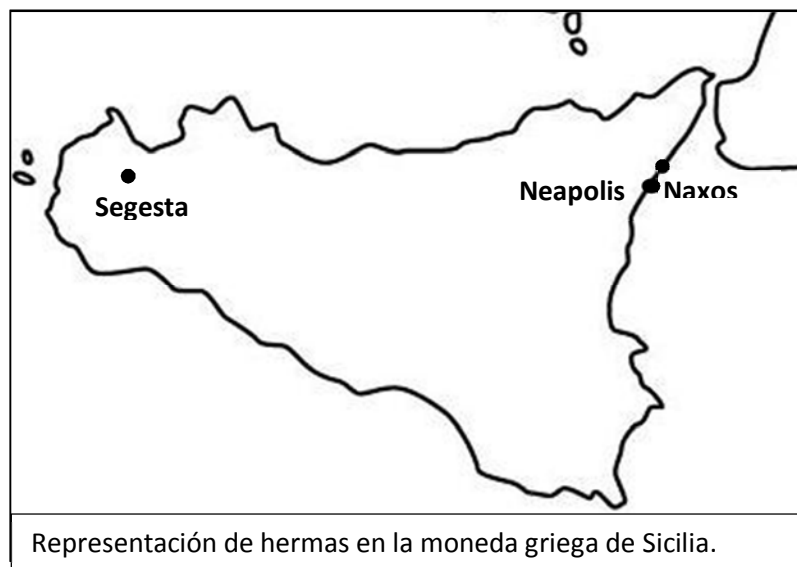 Neapolis Naxos
Segesta
Representación de hermas en la moneda griega de Sicilia.